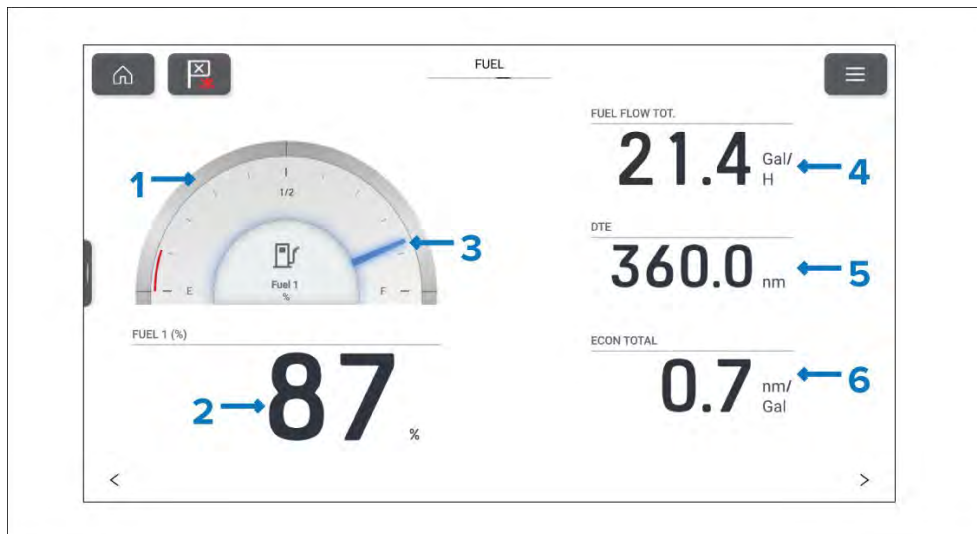 FUEL
1
1/2
Fuel 1
%
E
F
3
FUEL 1 (%)
2
87
%
FUEL FLOW TOT.
21.4
Gal/
H
4
DTE
360.0
nm
5
ECON TOTAL
0.7
nm/
Gal
6
<
>